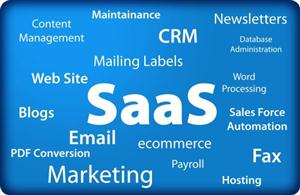 Content
Management
Maintainance
CRM
Newsletters
Database
Administration
Mailing Labels
Web Site
Word
Processing
SaaS
Blogs
Sales Force
Automation
Email
ecommerce
PDF Conversion
Payroll
Fax
Marketing
Hosting